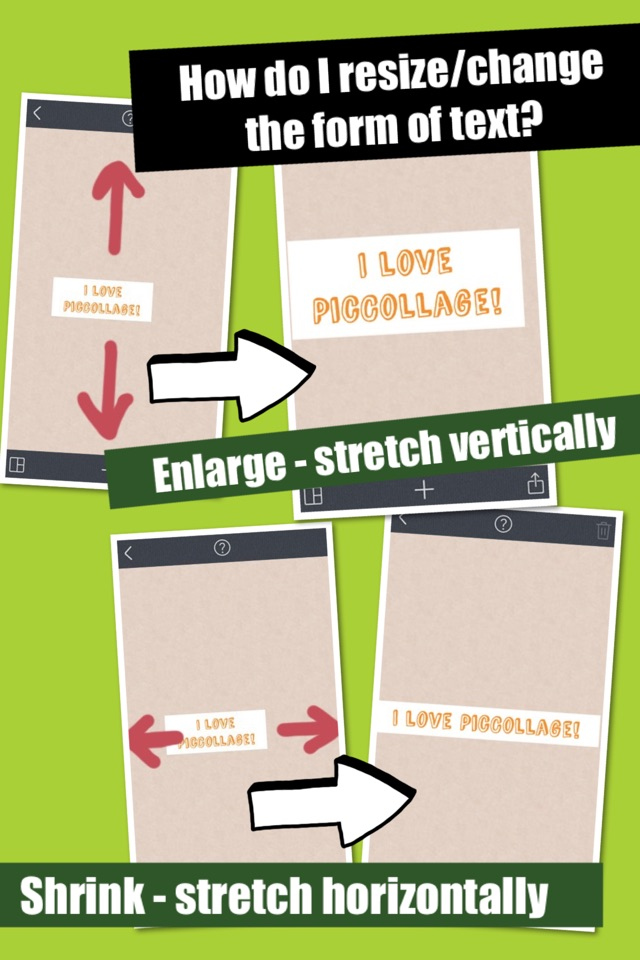 How do I resize/change
the form of text?
I LOVE
PICCOLLAGE!
I LOVE
PICCOLLAGE!
Enlarge - stretch vertically
I LOVE
PICCOLLAGE!
I LOVE PICCOLLAGE!
Shrink - stretch horizontally